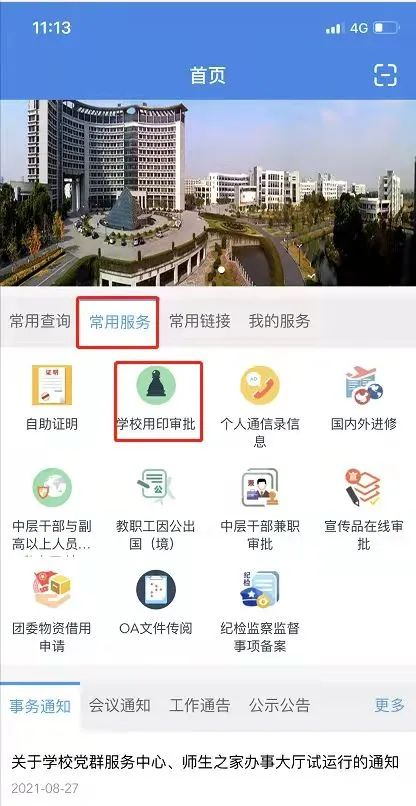 11:13
4G
首页
常用查询 常用服务 常用链接 我的服务
证明
自助证明
学校用印审批
AD
个人通信录信
息
国内外进修
中层干部与副
高以上人员...
公
教职工因公出
国（境）
兼
中层干部兼职
审批
宣传品在线审
批
团委物资借用
申请
OA文件传阅
纪检
纪检监察监督
事项备案
事务通知 会议通知 工作通告 公示公告 更多
关于学校党群服务中心、师生之家办事大厅试运行的通知
2021-08-27